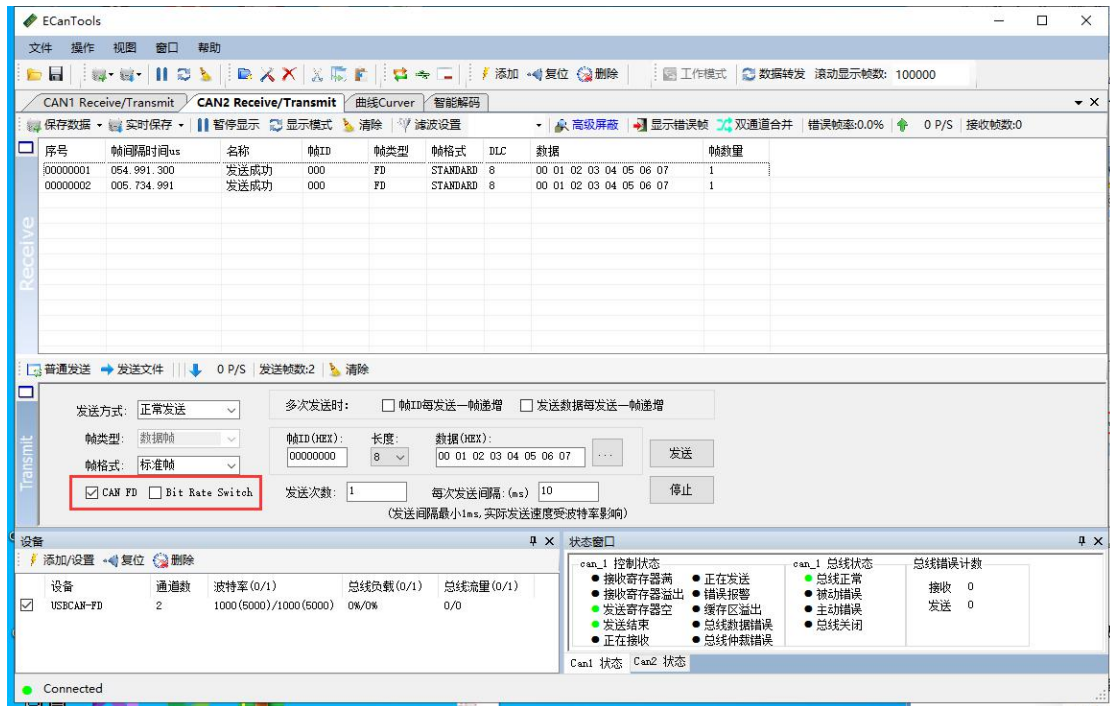 ECanTools
文件 操作 视图 窗口 帮助
添加 复位 删除 工作模式 数据转发 滚动显示帧数: 100000
CAN1 Receive/Transmit CAN2 Receive/Transmit 曲线Curver 智能解码
保存数据 实时保存 暂停显示 显示模式 清除 滤波设置 高级屏蔽 显示错误帧 双通道合并 错误帧率:0.0% 0 P/S 接收帧数:0
序号 帧间隔时间us 名称 帧ID 帧类型 帧格式 DLC 数据 帧数量
00000001 054.991.300 发送成功 000 FD STANDARD 8 00 01 02 03 04 05 06 07 1
00000002 005.734.991 发送成功 000 FD STANDARD 8 00 01 02 03 04 05 06 07 1
Receive
普通发送 发送文件 0 P/S 发送帧数:2 清除
发送方式: 正常发送 多次发送时: 帧ID每发送一帧递增 发送数据每发送一帧递增
帧类型: 数据帧 帧ID(HEX): 长度: 数据(HEX):
00000000 8 00 01 02 03 04 05 06 07 ... 发送
帧格式: 标准帧
CAN FD Bit Rate Switch 发送次数: 1 每次发送间隔:(ms) 10 停止
(发送间隔最小1ms,实际发送速度受波特率影响)
Transmit
设备
添加/设置 复位 删除
设备 通道数 波特率(0/1) 总线负载(0/1) 总线流量(0/1)
USBCAN-FD 2 1000(5000)/1000(5000) 0%/0% 0/0
状态窗口
can_1 控制状态 can_1 总线状态 总线错误计数
接收寄存器满 正在发送 总线正常 接收 0
接收寄存器溢出 错误报警 被动错误
发送寄存器空 缓存区溢出 主动错误 发送 0
发送结束 总线数据错误 总线关闭
正在接收 总线仲裁错误
Can1 状态 Can2 状态
Connected